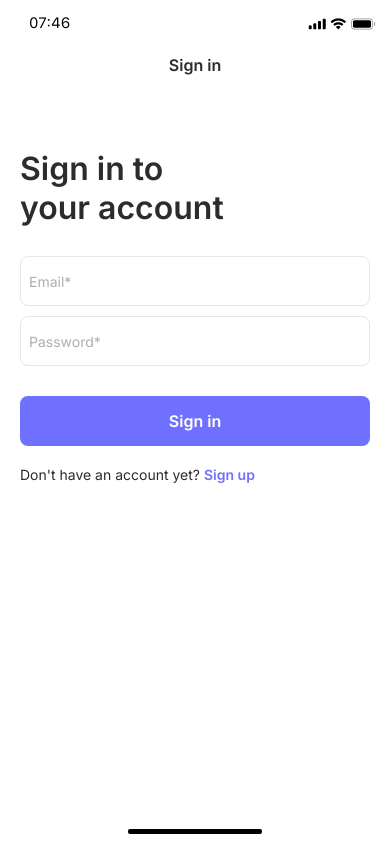 07:46
Sign in
Sign in to
your account
Email*
Password*
Sign in
Don't have an account yet? Sign up